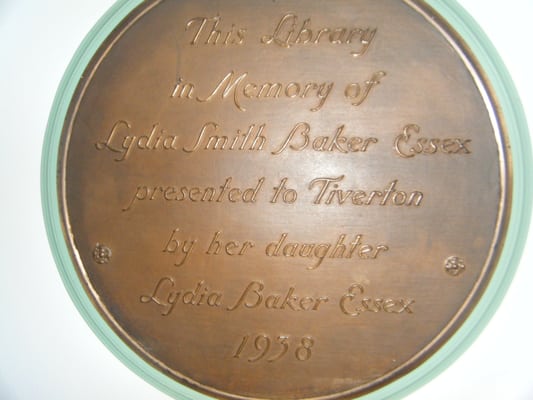 This Library
in Memory of
Lydia Smith Baker Essex
presented to Tiverton
by her daughter
Lydia Baker Essex
1938